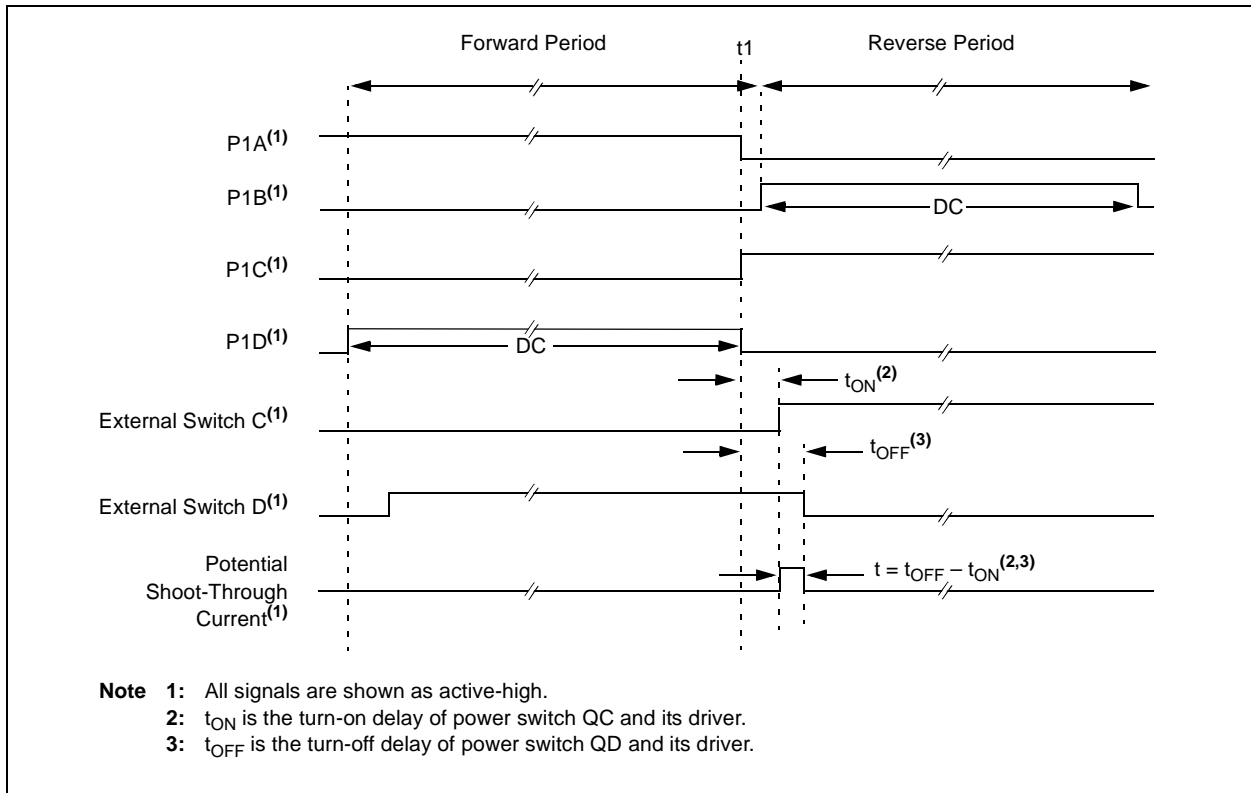 Forward Period
t1
Reverse Period
P1A(1)
P1B(1)
DC
P1C(1)
P1D(1)
DC
tON(2)
External Switch C(1)
tOFF(3)
External Switch D(1)
Potential
Shoot-Through
Current(1)
t = tOFF – tON(2,3)
Note 1: All signals are shown as active-high.
2: tON is the turn-on delay of power switch QC and its driver.
3: tOFF is the turn-off delay of power switch QD and its driver.